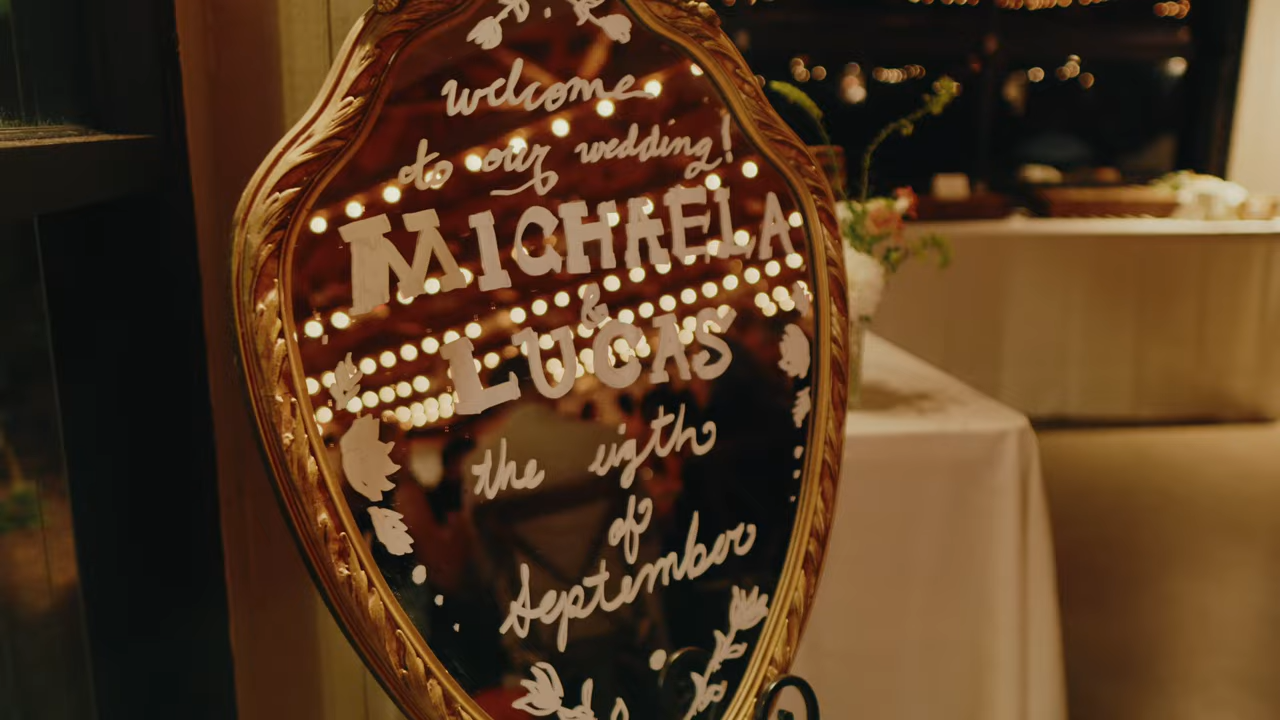 welcome
to our wedding!
MICHAELA
&
LUCAS
the eigth
of
September